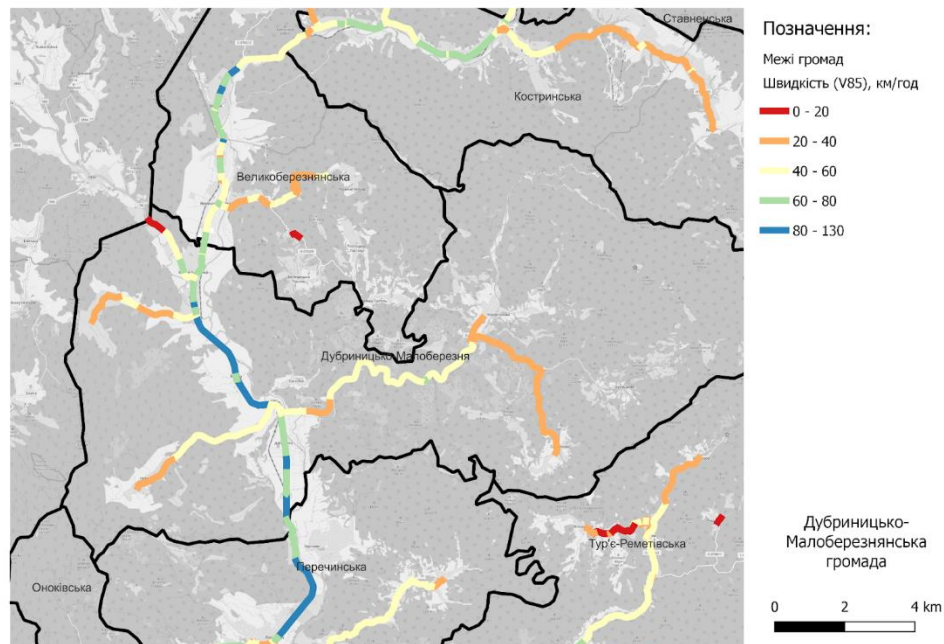 Ставненська
Костринська
Великоберезнянська
Дубриницько-Малоберезня
Тур'є-Реметівська
Перечинська
Оноківська
Позначення:
Межі громад
Швидкість (V85), км/год
0 - 20
20 - 40
40 - 60
60 - 80
80 - 130
Дубриницько-
Малоберезнянська
громада
0 2 4 km